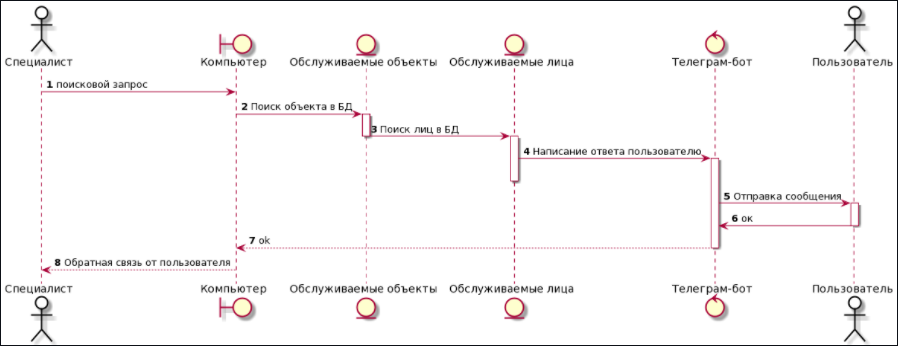 Специалист
Компьютер
Обслуживаемые объекты
Обслуживаемые лица
Телеграм-бот
Пользователь
1 поисковой запрос
2 Поиск объекта в БД
3 Поиск лиц в БД
4 Написание ответа пользователю
5 Отправка сообщения
6 ок
7 ok
8 Обратная связь от пользователя
Специалист
Компьютер
Обслуживаемые объекты
Обслуживаемые лица
Телеграм-бот
Пользователь